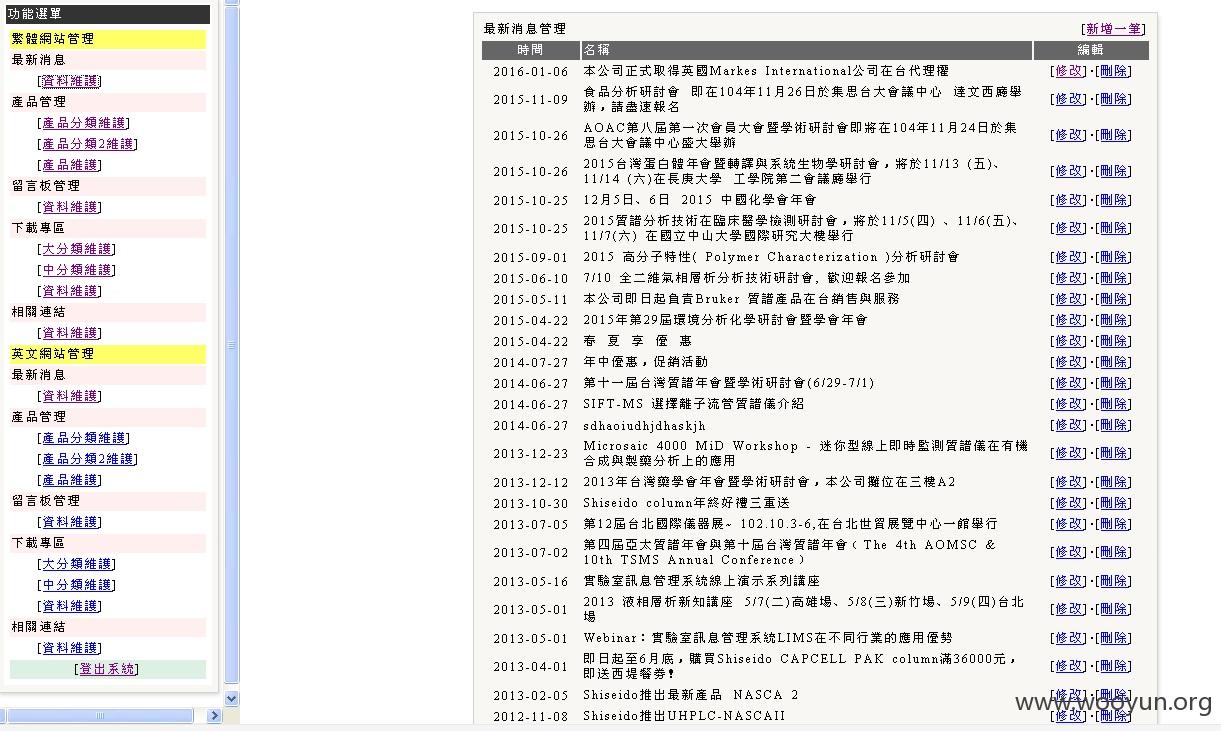 功能選單
繁體網站管理
最新消息
[資料維護]
產品管理
[產品分類維護]
[產品分類2維護]
[產品維護]
留言板管理
[資料維護]
下載專區
[大分類維護]
[中分類維護]
[資料維護]
相關連結
[資料維護]
英文網站管理
最新消息
[資料維護]
產品管理
[產品分類維護]
[產品分類2維護]
[產品維護]
留言板管理
[資料維護]
下載專區
[大分類維護]
[中分類維護]
[資料維護]
相關連結
[資料維護]
[登出系統]
最新消息管理 [新增一筆]
時間 名稱 編輯
2016-01-06 本公司正式取得英國Markes International公司在台代理權 [修改]‧[刪除]
2015-11-09 食品分析研討會 即在104年11月26日於集思台大會議中心 達文西廳舉
辦，請盡速報名 [修改]‧[刪除]
2015-10-26 AOAC第八屆第一次會員大會暨學術研討會即將在104年11月24日於集
思台大會議中心盛大舉辦 [修改]‧[刪除]
2015-10-26 2015台灣蛋白體年會暨轉譯與系統生物學研討會，將於11/13 (五)、
11/14 (六)在長庚大學 工學院第二會議廳舉行 [修改]‧[刪除]
2015-10-25 12月5日、6日 2015 中國化學會年會 [修改]‧[刪除]
2015-10-25 2015質譜分析技術在臨床醫學檢測研討會，將於11/5(四) 、11/6(五)、
11/7(六) 在國立中山大學國際研究大樓舉行 [修改]‧[刪除]
2015-09-01 2015 高分子特性( Polymer Characterization )分析研討會 [修改]‧[刪除]
2015-06-10 7/10 全二維氣相層析分析技術研討會, 歡迎報名參加 [修改]‧[刪除]
2015-05-11 本公司即日起負責Bruker 質譜產品在台銷售與服務 [修改]‧[刪除]
2015-04-22 2015年第29屆環境分析化學研討會暨學會年會 [修改]‧[刪除]
2015-04-22 春 夏 享 優 惠 [修改]‧[刪除]
2014-07-27 年中優惠，促銷活動 [修改]‧[刪除]
2014-06-27 第十一屆台灣質譜年會暨學術研討會(6/29-7/1) [修改]‧[刪除]
2014-06-27 SIFT-MS 選擇離子流管質譜儀介紹 [修改]‧[刪除]
2014-06-27 sdhaoiudhjdhaskjh [修改]‧[刪除]
2013-12-23 Microsaic 4000 MiD Workshop - 迷你型線上即時監測質譜儀在有機
合成與製藥分析上的應用 [修改]‧[刪除]
2013-12-12 2013年台灣藥學會年會暨學術研討會，本公司攤位在三樓A2 [修改]‧[刪除]
2013-10-30 Shiseido column年終好禮三重送 [修改]‧[刪除]
2013-07-05 第12屆台北國際儀器展~ 102.10.3-6,在台北世貿展覽中心一館舉行 [修改]‧[刪除]
2013-07-02 第四屆亞太質譜年會與第十屆台灣質譜年會﹙The 4th AOMSC &
10th TSMS Annual Conference﹚ [修改]‧[刪除]
2013-05-16 實驗室訊息管理系統線上演示系列講座 [修改]‧[刪除]
2013-05-01 2013 液相層析新知講座 5/7(二)高雄場、5/8(三)新竹場、5/9(四)台北
場 [修改]‧[刪除]
2013-05-01 Webinar：實驗室訊息管理系統LIMS在不同行業的應用優勢 [修改]‧[刪除]
2013-04-01 即日起至6月底，購買Shiseido CAPCELL PAK column滿36000元，
即送西堤餐券! [修改]‧[刪除]
2013-02-05 Shiseido推出最新產品 NASCA 2 [修改]‧[刪除]
2012-11-08 Shiseido推出UHPLC-NASCAII [修改]‧[刪除]
www.wooyun.org